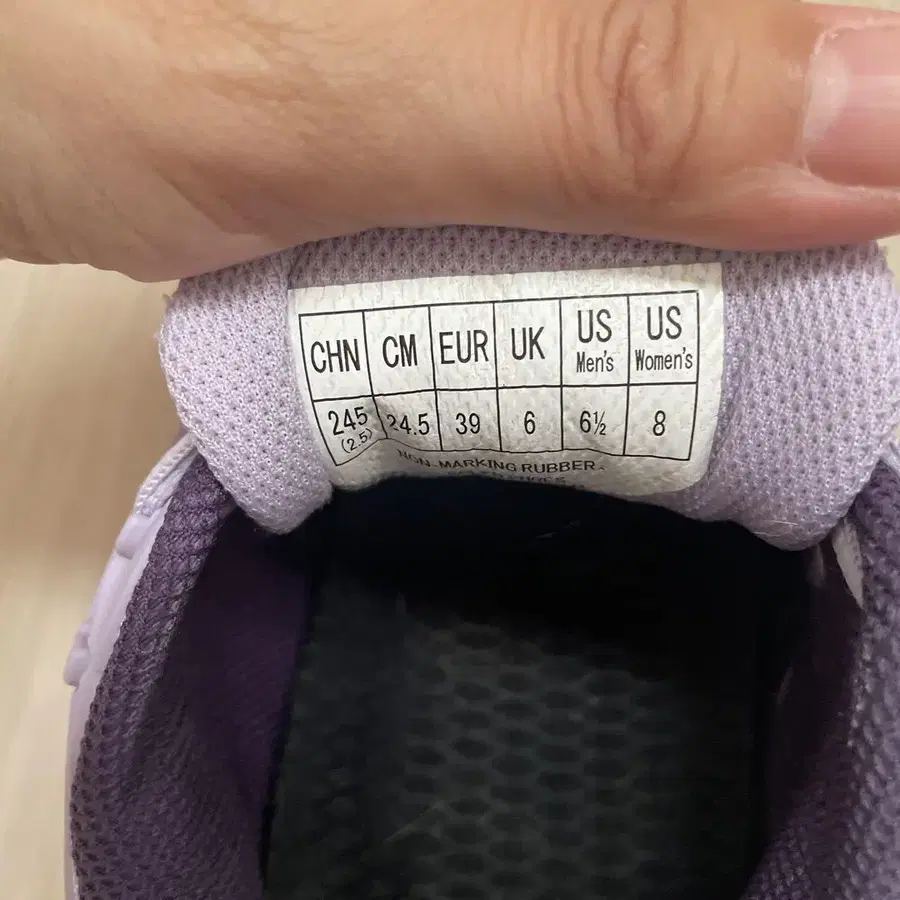 CHN CM EUR UK US Men's US Women's
245 (2.5) 24.5 39 6 6½ 8
NON-MARKING RUBBER